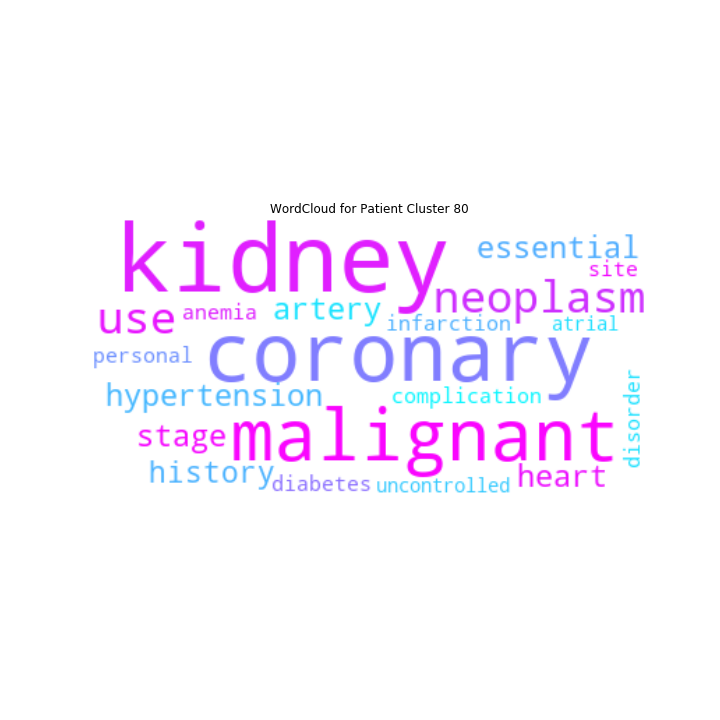 WordCloud for Patient Cluster 80
kidney
essential
site
neoplasm
use
anemia
artery
infarction
atrial
personal
coronary
hypertension
complication
disorder
stage
malignant
history
diabetes
uncontrolled
heart